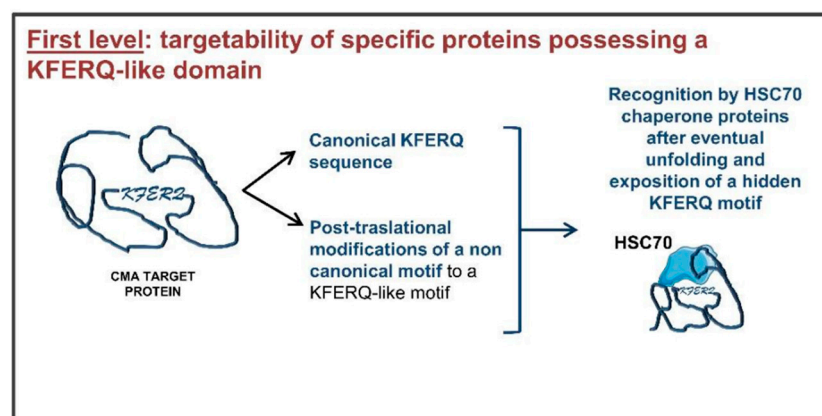 First level: targetability of specific proteins possessing a
KFERQ-like domain
KFERQ
CMA TARGET
PROTEIN
Canonical KFERQ
sequence
Post-traslational
modifications of a non
canonical motif to a
KFERQ-like motif
Recognition by HSC70
chaperone proteins
after eventual
unfolding and
exposition of a hidden
KFERQ motif
HSC70
KFERQ